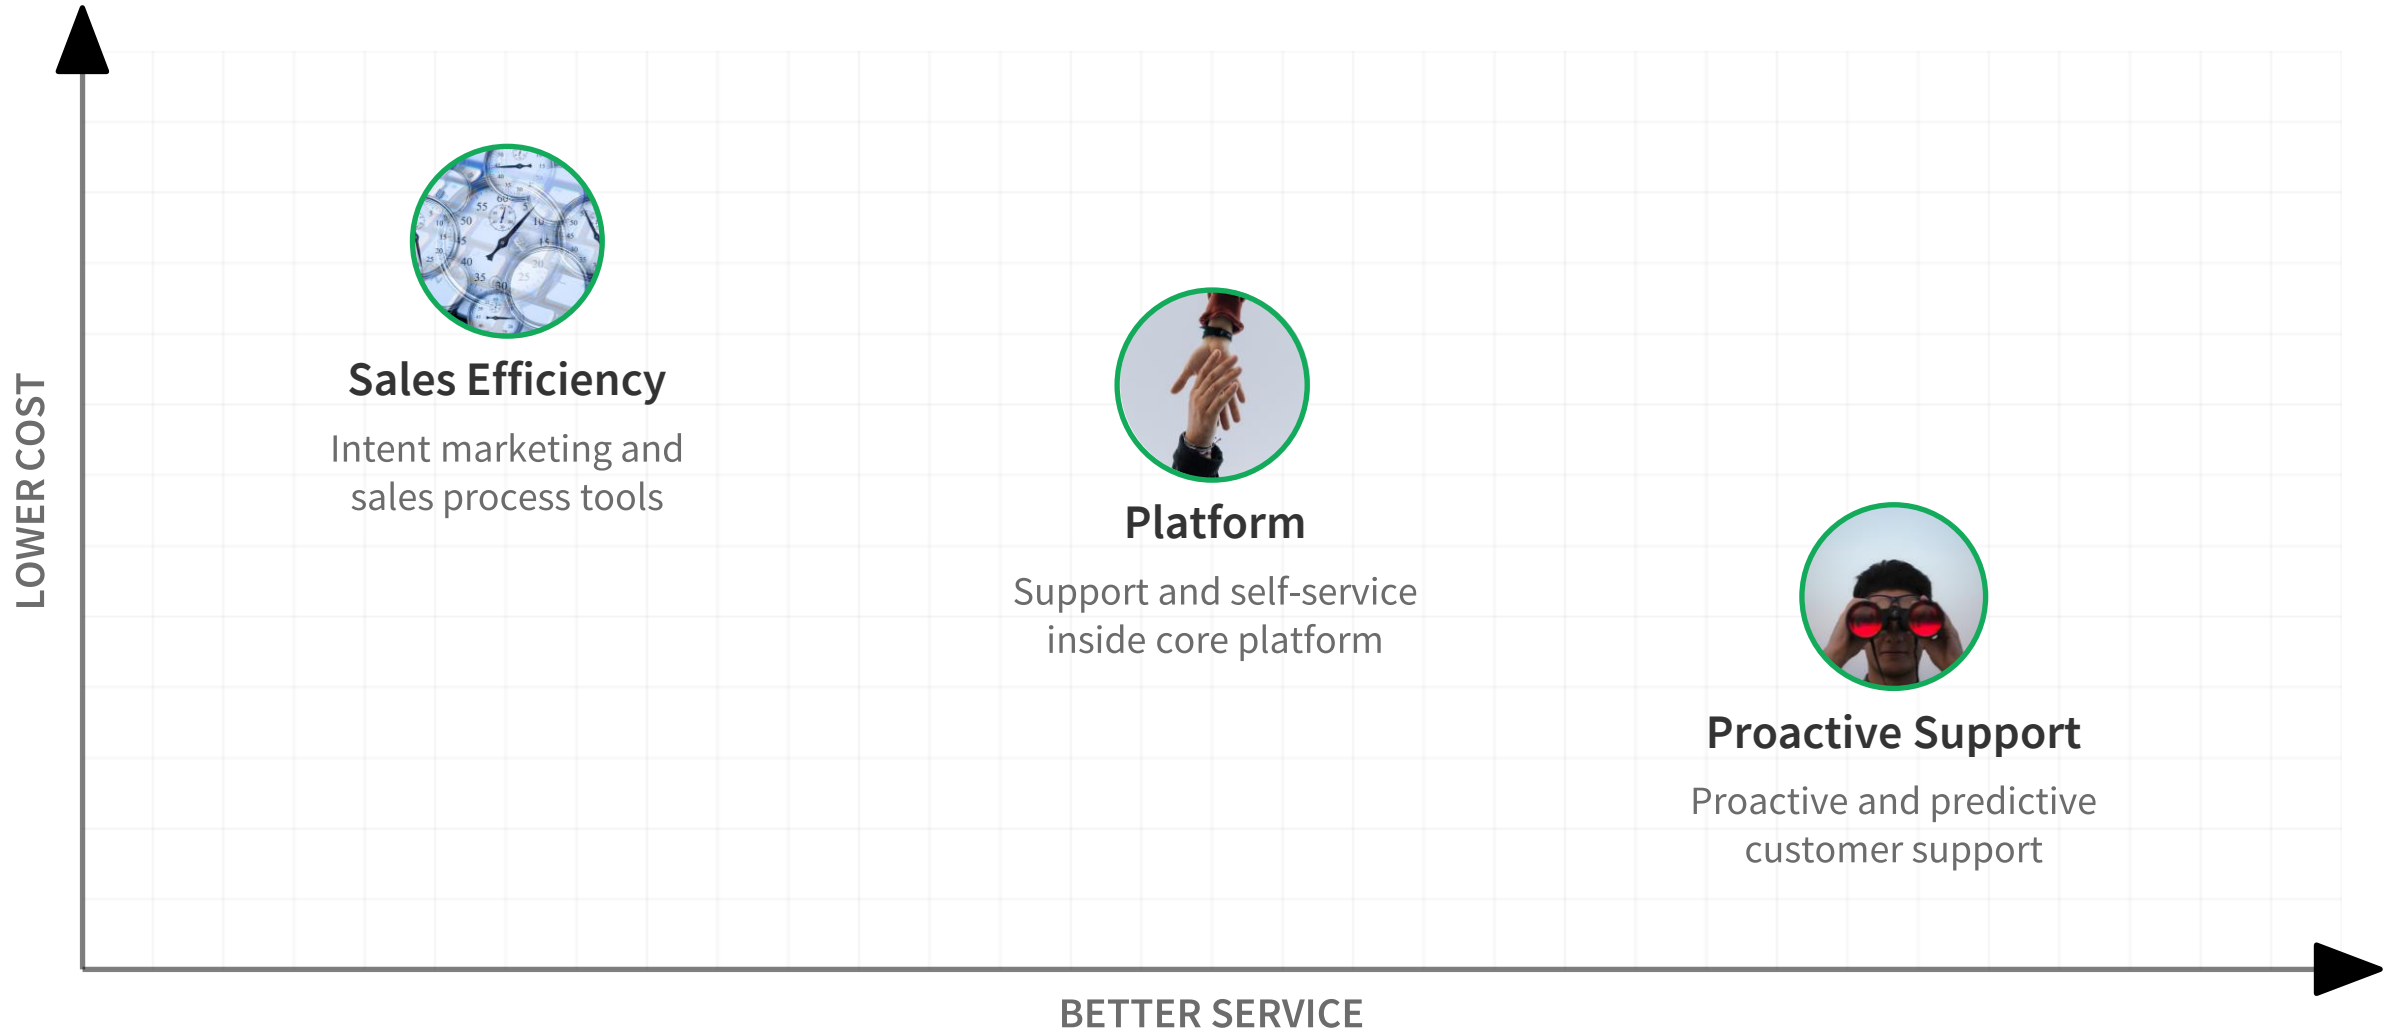 Sales Efficiency
Intent marketing and
sales process tools
Platform
Support and self-service
inside core platform
Proactive Support
Proactive and predictive
customer support
LOWER COST
BETTER SERVICE